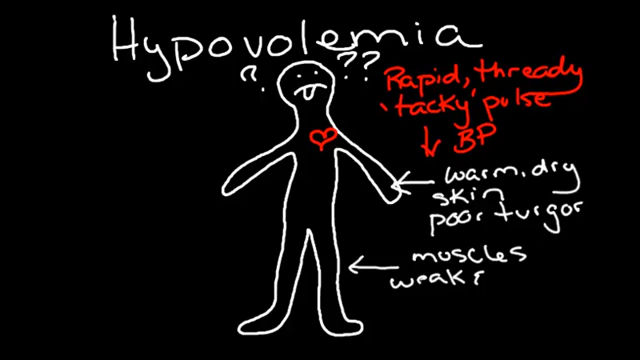 Hypovolemia
? ??
Rapid, thready
'tacky' pulse
↓ BP
warm, dry
skin
poor turgor
muscles
weak